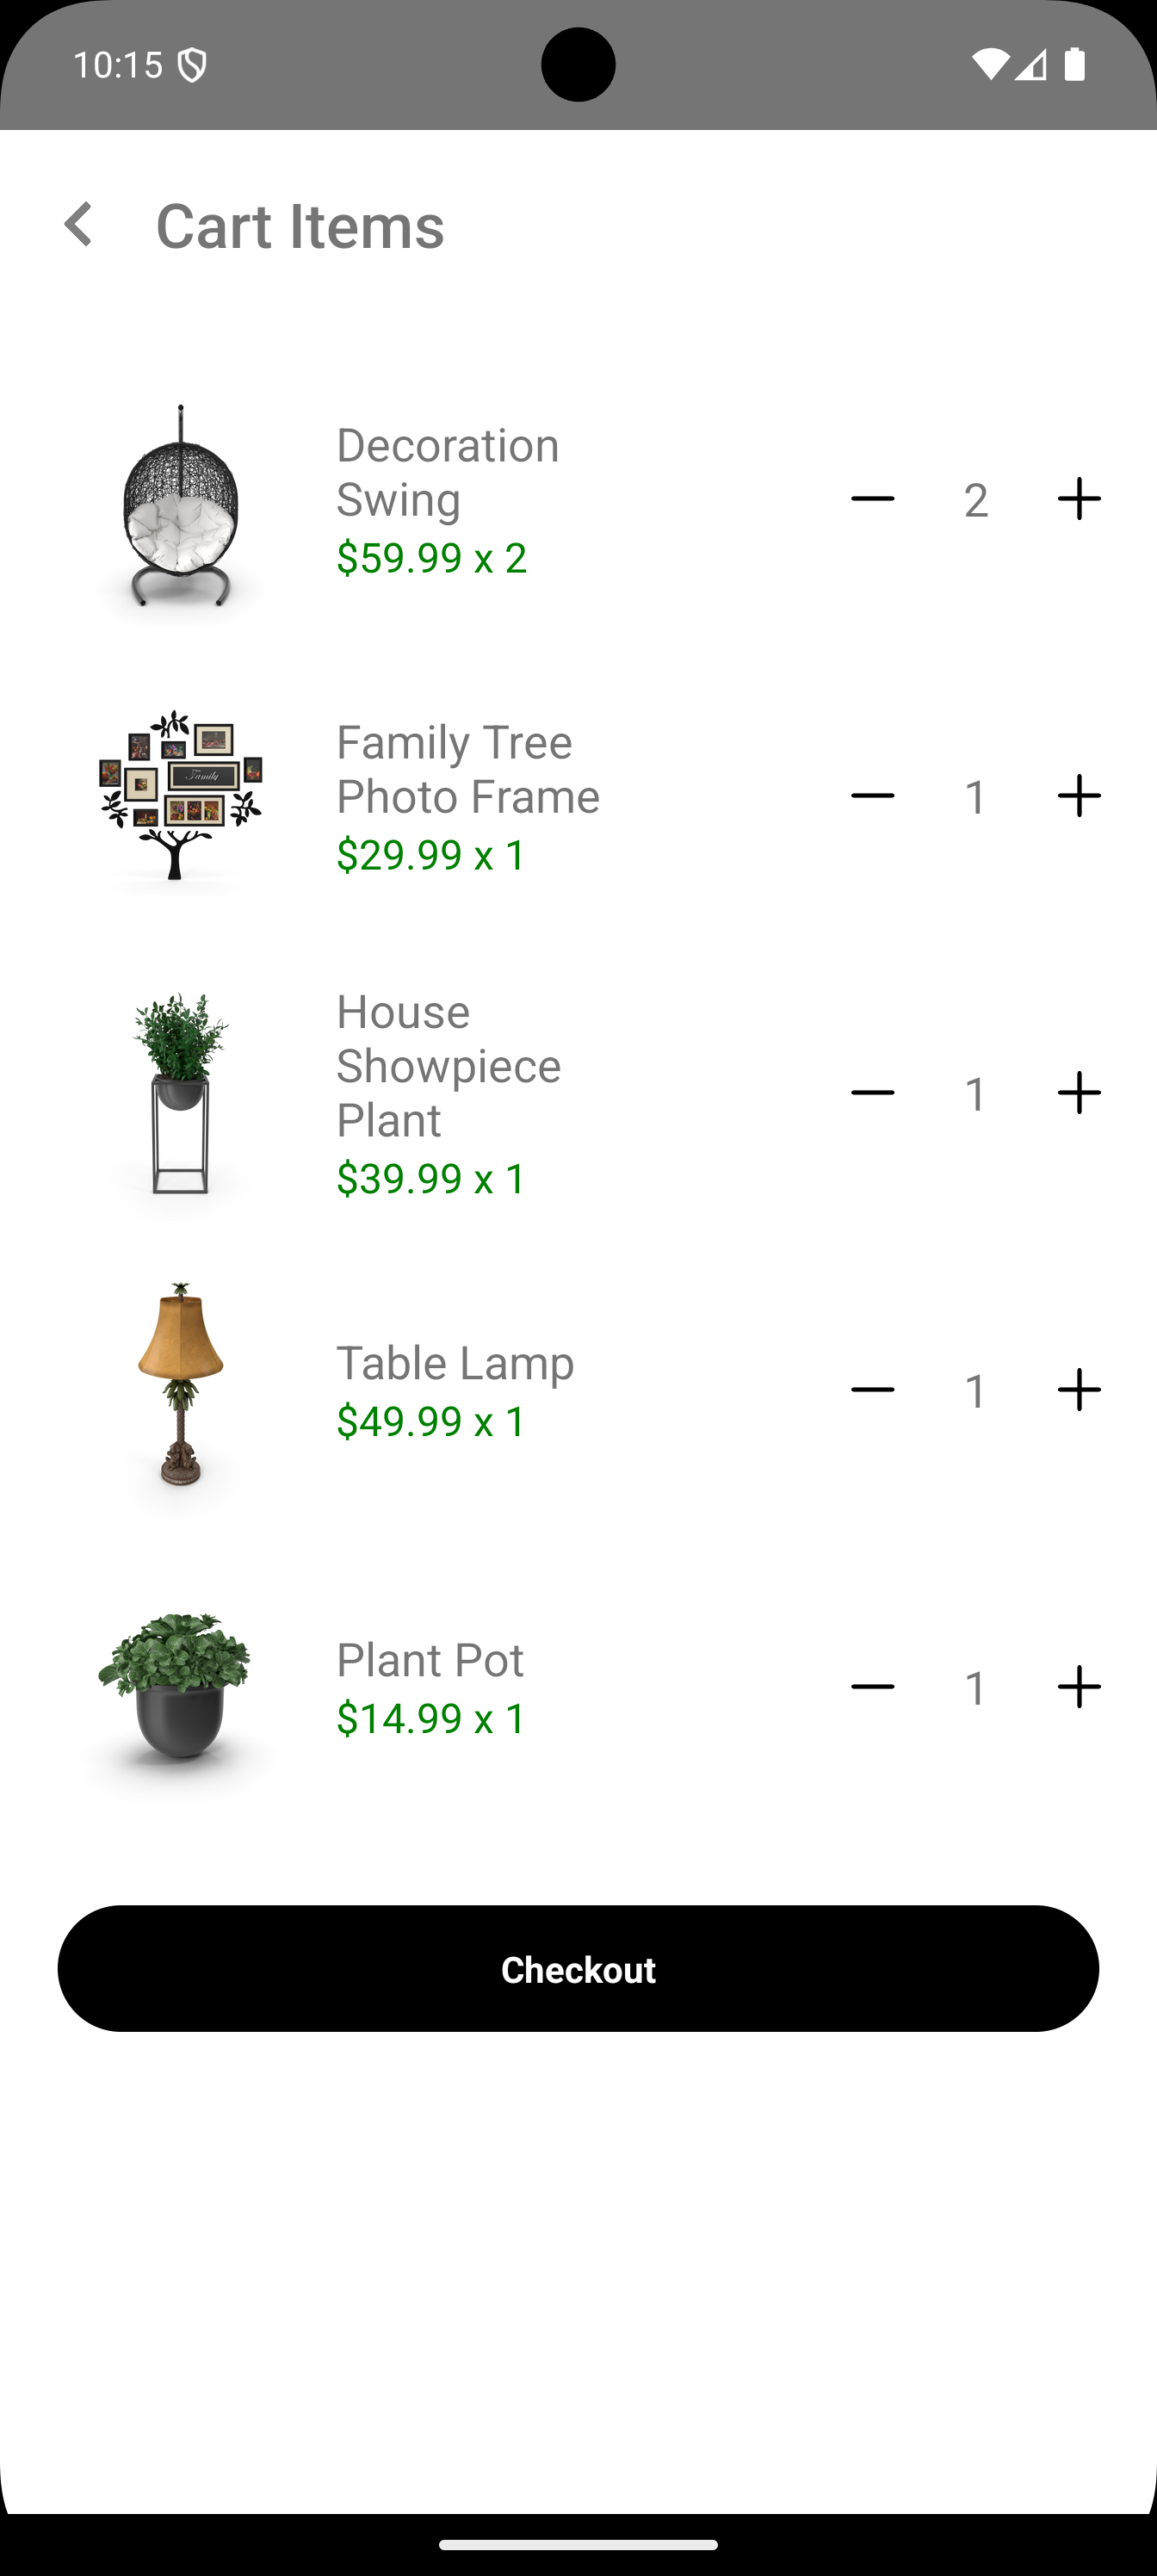 10:15
Cart Items
Decoration
Swing
$59.99 x 2
2
Family Tree
Photo Frame
$29.99 x 1
1
Family
House
Showpiece
Plant
$39.99 x 1
1
Table Lamp
$49.99 x 1
1
Plant Pot
$14.99 x 1
1
Checkout